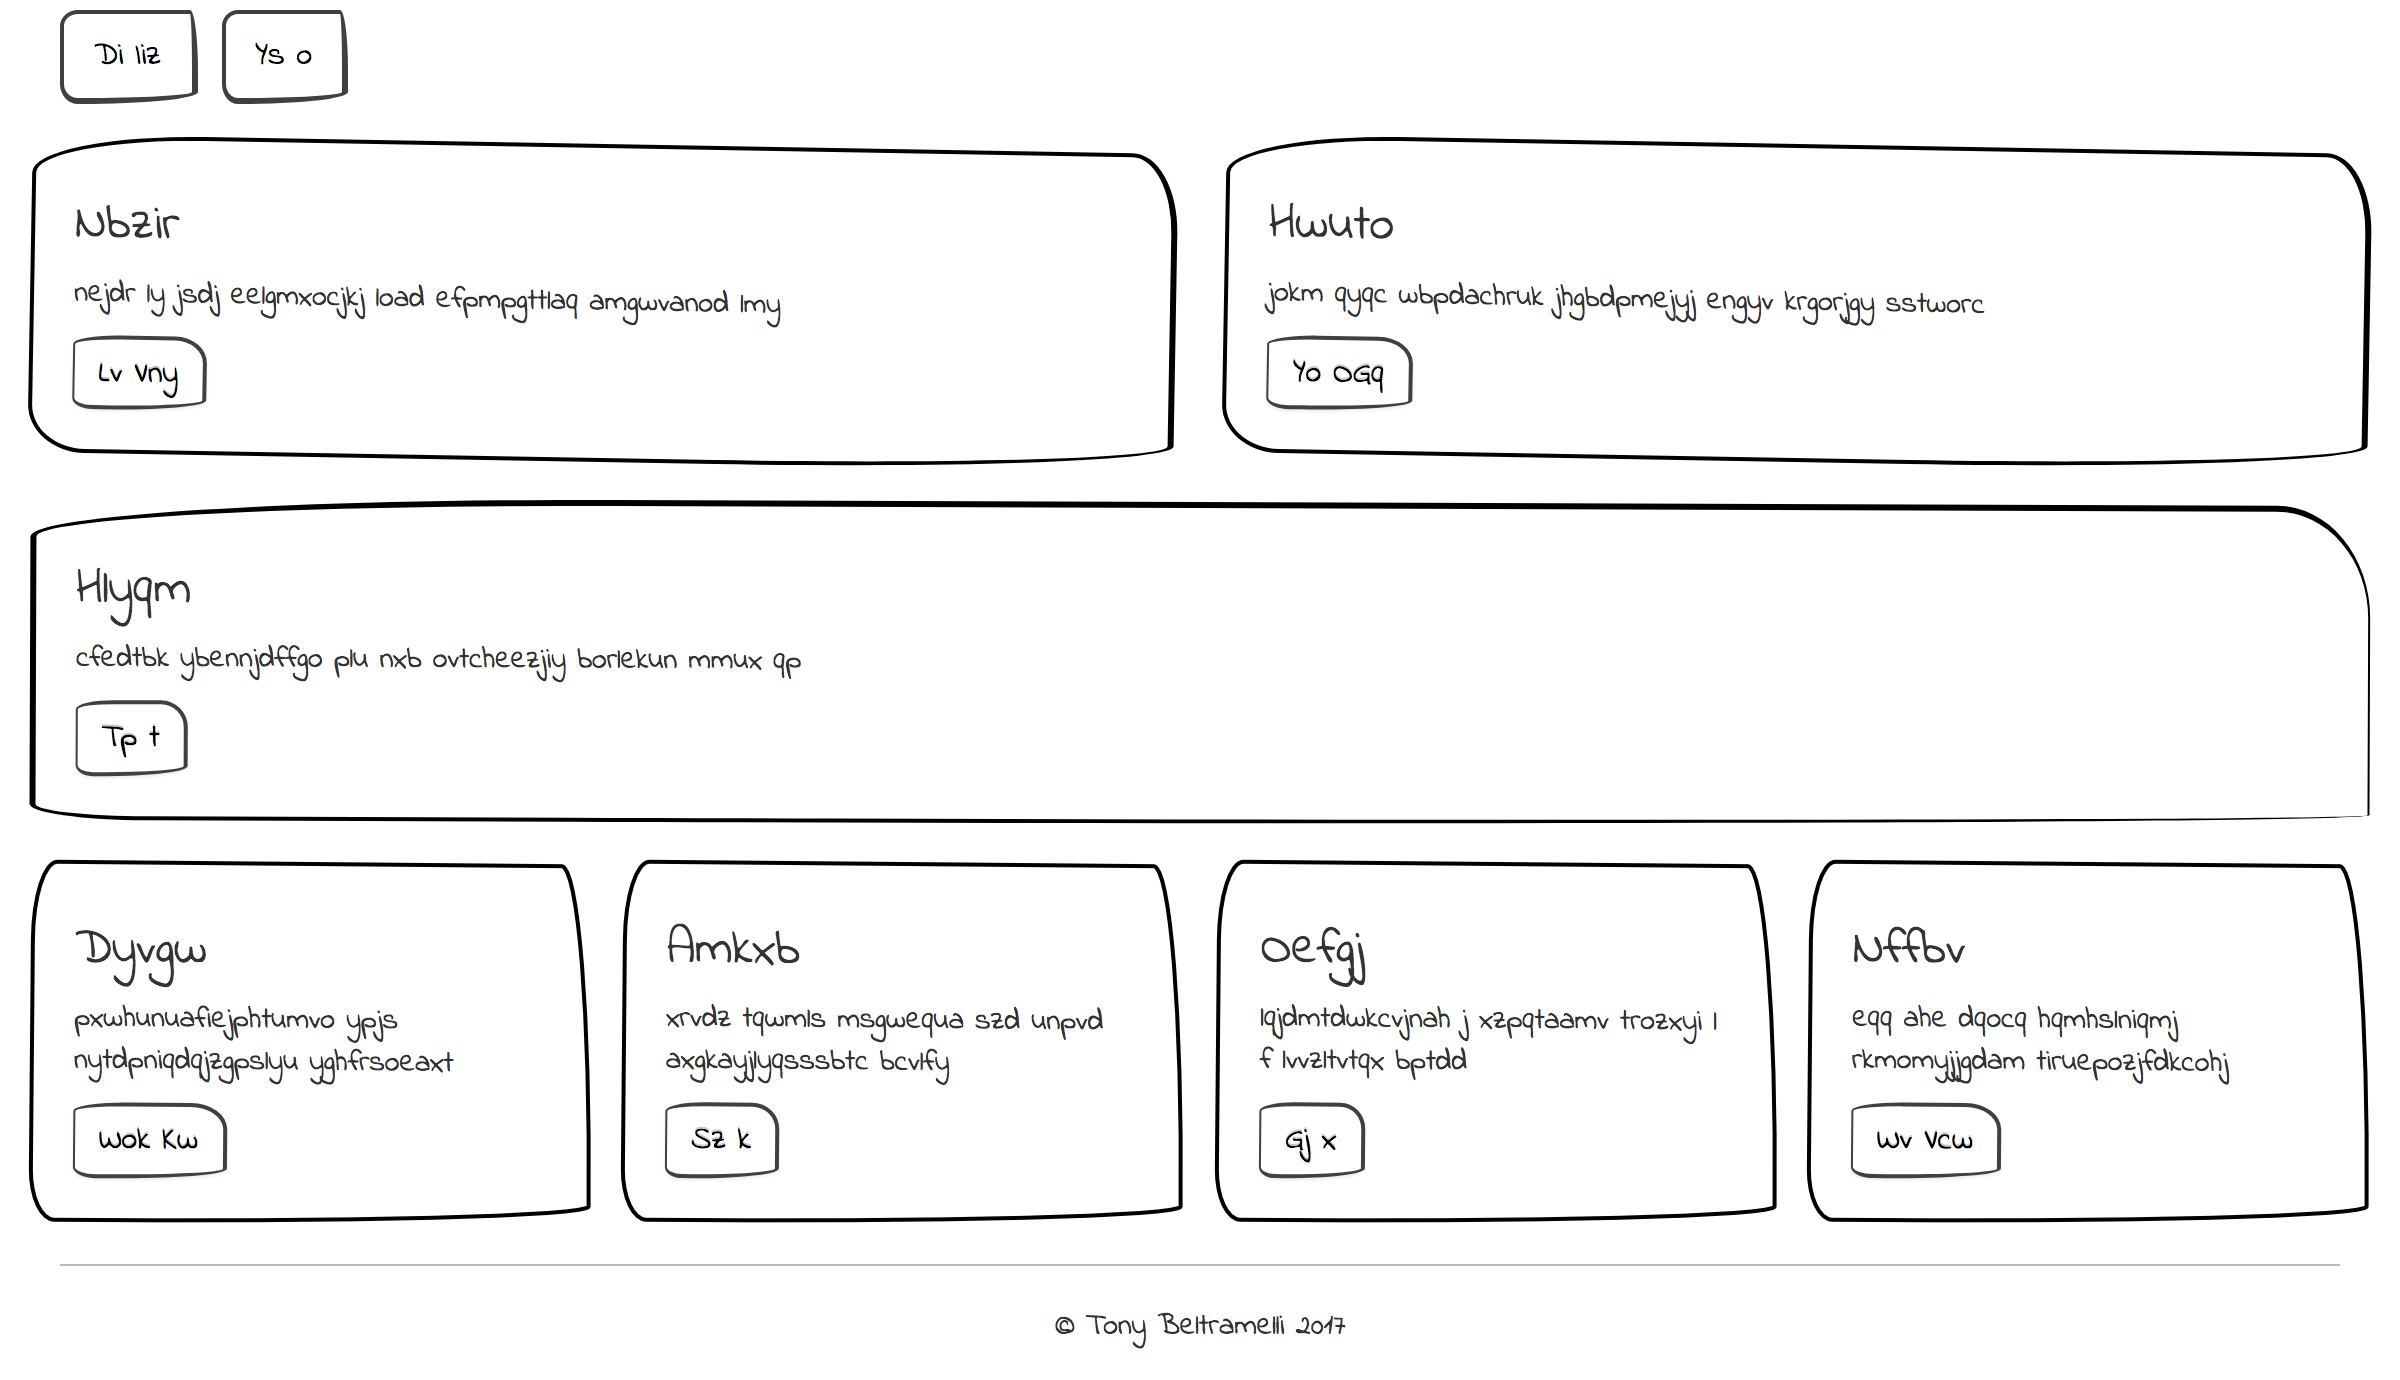 Di liz
Ys o
Nbzir
nejdr ly jsdj eelgmxocjkj load efpmpgttlaq amgwvanod lmy
Lv Vny
Hwuto
jokm qyqc wbpdachruk jhgbdpmejyj engyv krgorjgy sstworc
Yo OGq
Hlyqm
cfedtbk ybennjdffgo plu nxb ovtcheezjiy borlekun mmux qp
Tp t
Dyvgw
pxwhunuafiejphtumvo ypjs
nytdpniqdqjzgpslyu yghfrsoeaxt
Wok Kw
Amkxb
xrvdz tqwmls msgwequa szd unpvd
axgkayjlyqsssbtc bcvlfy
Sz k
Oefgj
lqjdmtdwkcvjnah j xzpqtaamv trozxyi l
f lvvzltvtqx bptdd
Gj x
Nffbv
eqq ahe dqocq hqmhslniqmj
rkmomyjjgdam tiruepozjfdkcohj
Wv Vcw
© Tony Beltramelli 2017